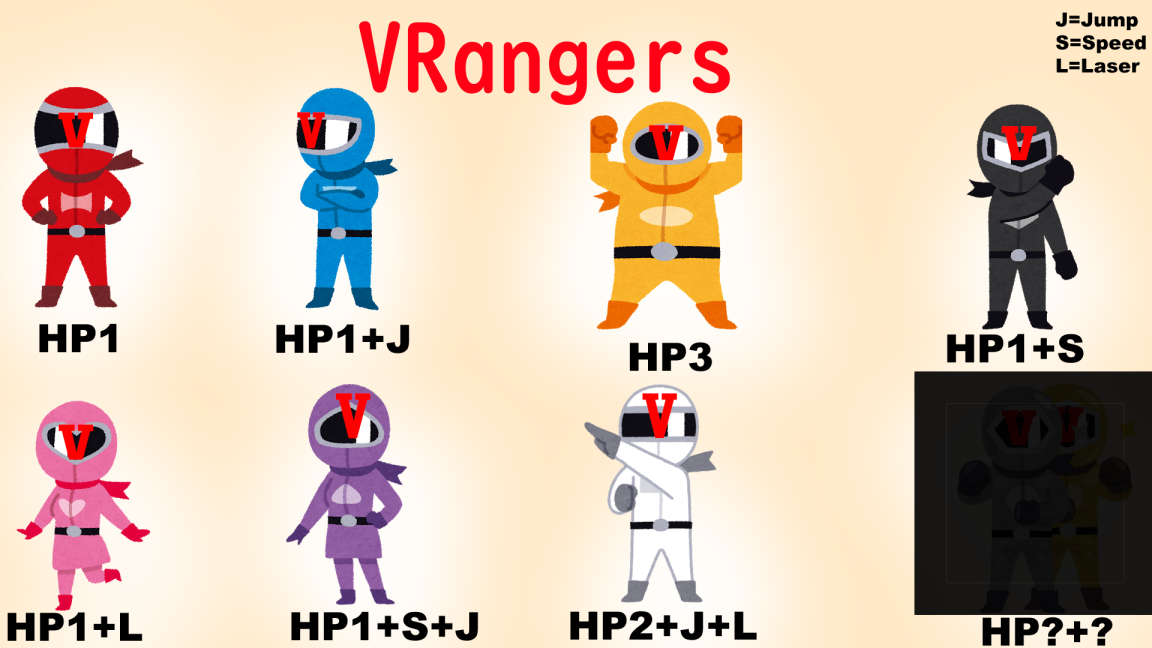 VRangers
J=Jump
S=Speed
L=Laser
V
V
V
V
HP1
HP1+J
HP3
HP1+S
V
V
V
V
V
HP1+L
HP1+S+J
HP2+J+L
HP?+?